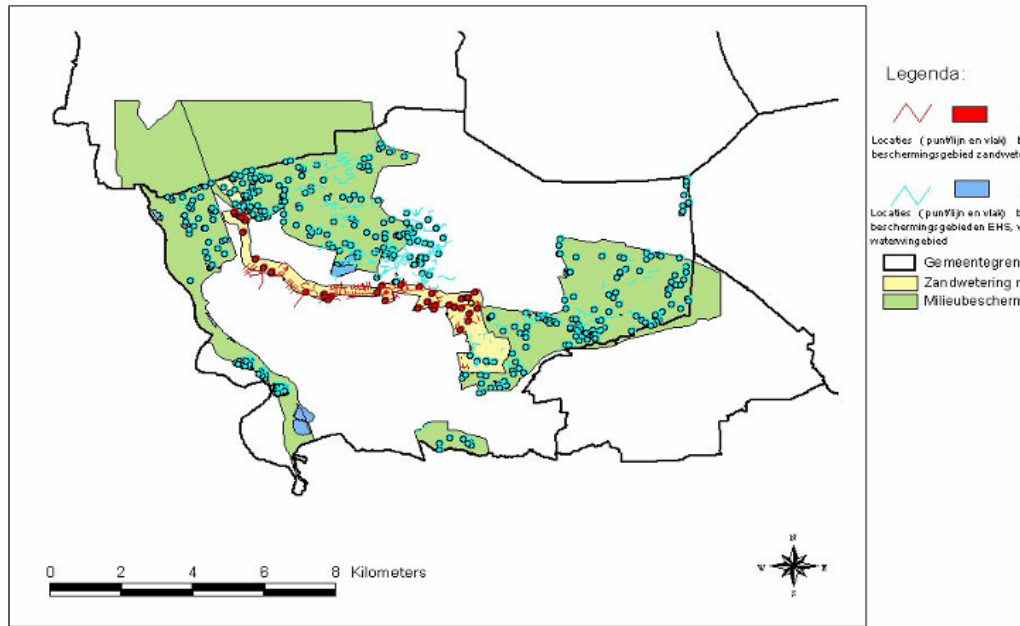 Legenda:
Locaties (punt/lijn en vlak) b
beschermingsgebied zandwet
Locaties (punt/lijn en vlak) b
beschermingsgebieden EHS, v
waterwingebied
Gemeentegren
Zandwetering r
Milieubescherm
0 2 4 6 8 Kilometers
N
W E
S